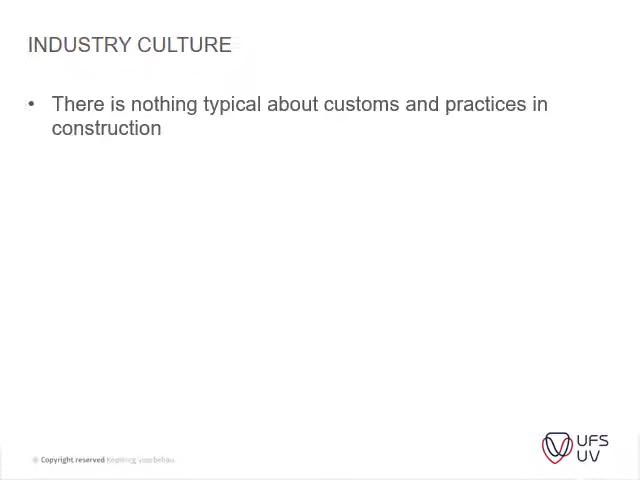 INDUSTRY CULTURE
• There is nothing typical about customs and practices in
construction
UFS
UV
Copyright reserved